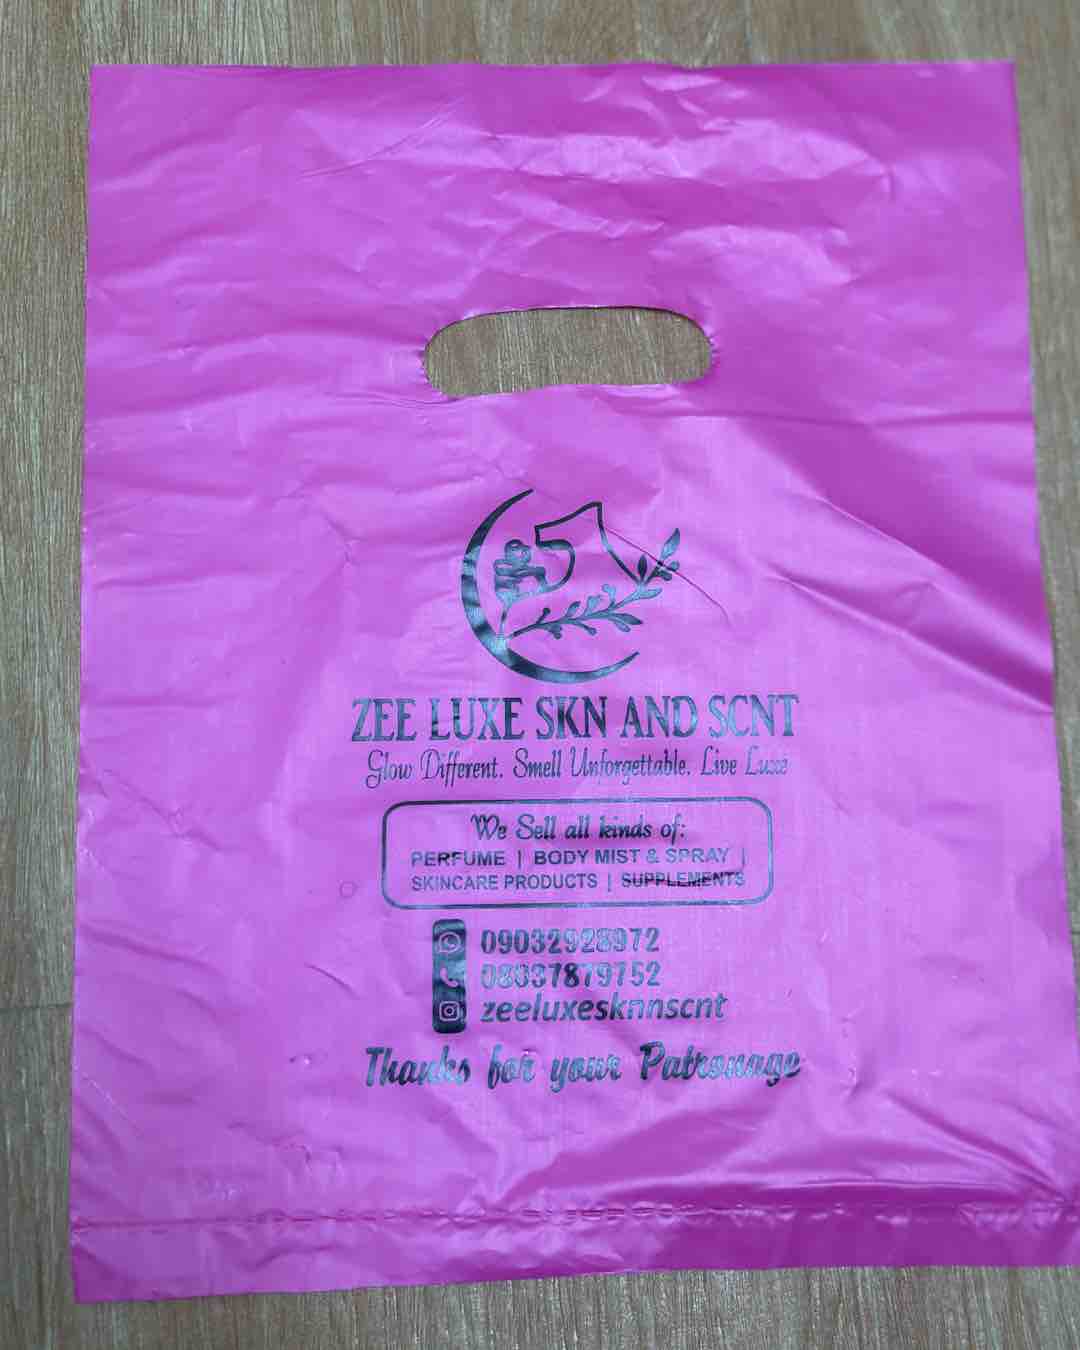 ZEE LUXE SKN AND SCNT
Glow Different. Smell Unforgettable. Live Luxe
We Sell all kinds of:
PERFUME | BODY MIST & SPRAY |
SKINCARE PRODUCTS | SUPPLEMENTS
09032928972
08037879752
zeeluxesknnscnt
Thanks for your Patronage